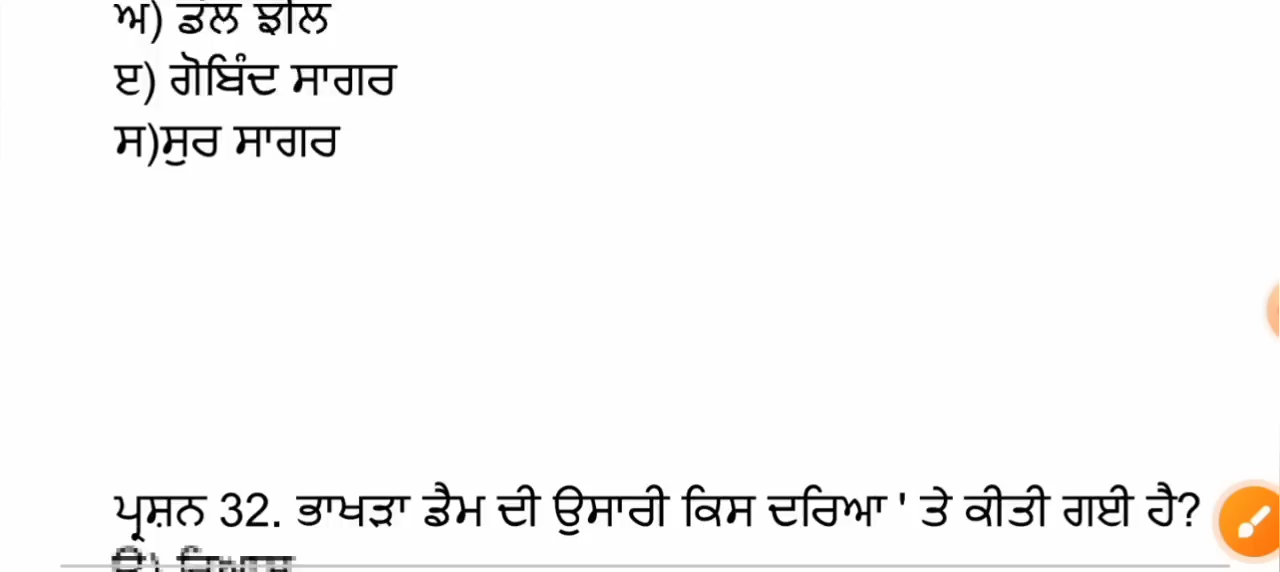 ਅ) ਡੱਲ ਝੀਲ
ੲ) ਗੋਬਿੰਦ ਸਾਗਰ
ਸ)ਸੁਰ ਸਾਗਰ
ਪ੍ਰਸ਼ਨ 32. ਭਾਖੜਾ ਡੈਮ ਦੀ ਉਸਾਰੀ ਕਿਸ ਦਰਿਆ ' ਤੇ ਕੀਤੀ ਗਈ ਹੈ?